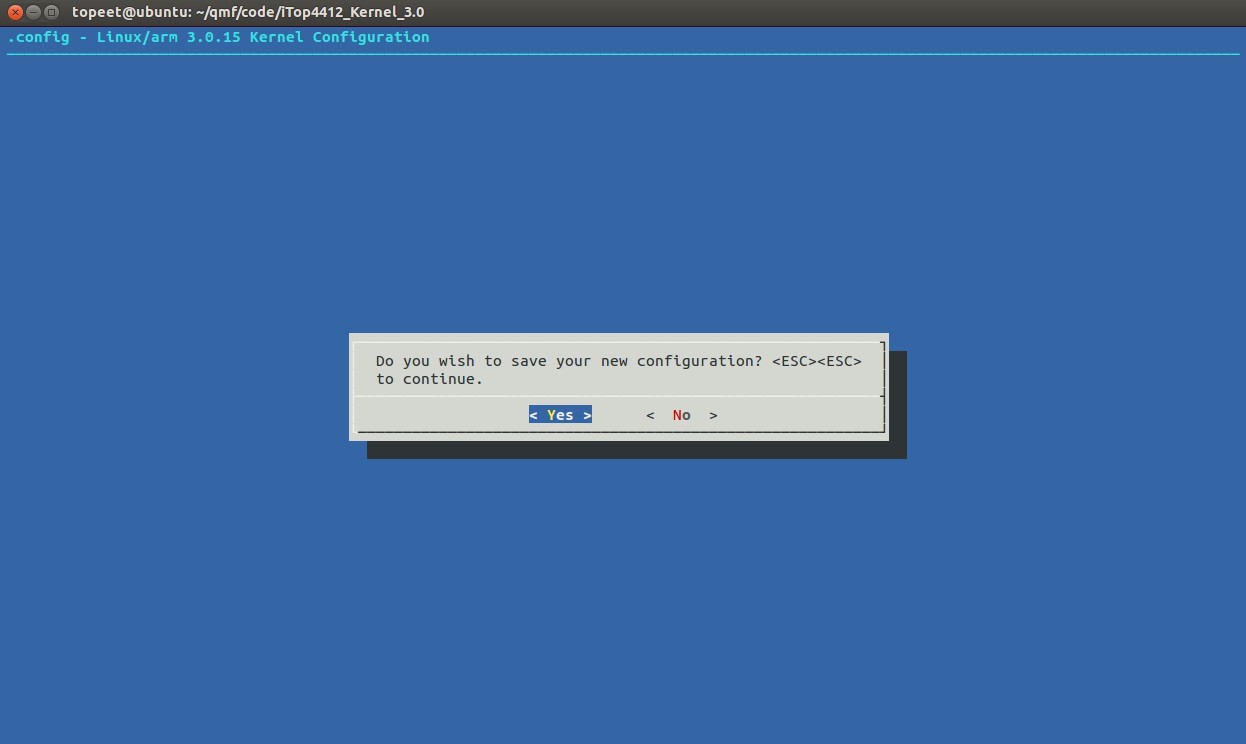 topeet@ubuntu: ~/qmf/code/iTop4412_Kernel_3.0
.config - Linux/arm 3.0.15 Kernel Configuration
Do you wish to save your new configuration? <ESC><ESC>
to continue.
< Yes > < No >